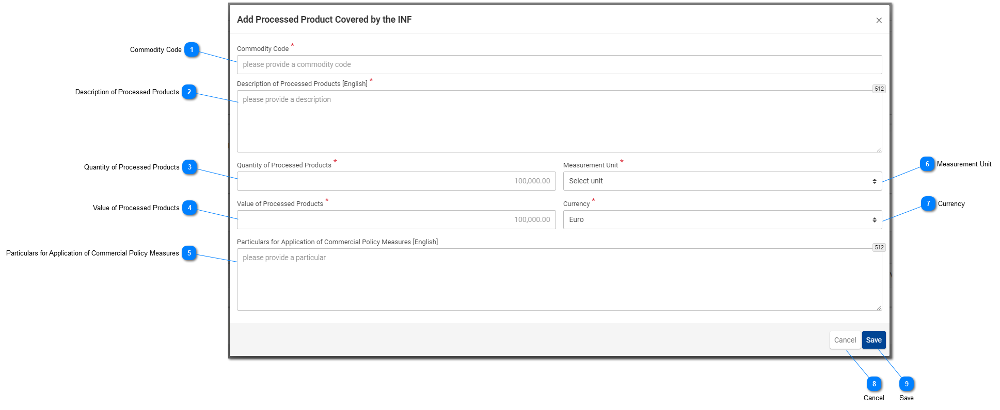 Add Processed Product Covered by the INF
Commodity Code 1
Commodity Code *
please provide a commodity code
Description of Processed Products 2
Description of Processed Products [English] *
512
please provide a description
Quantity of Processed Products 3
Quantity of Processed Products *
100,000.00
Measurement Unit *
Select unit
6 Measurement Unit
Value of Processed Products 4
Value of Processed Products *
100,000.00
Currency *
Euro
7 Currency
Particulars for Application of Commercial Policy Measures 5
Particulars for Application of Commercial Policy Measures [English]
512
please provide a particular
Cancel
Save
8
Cancel
9
Save